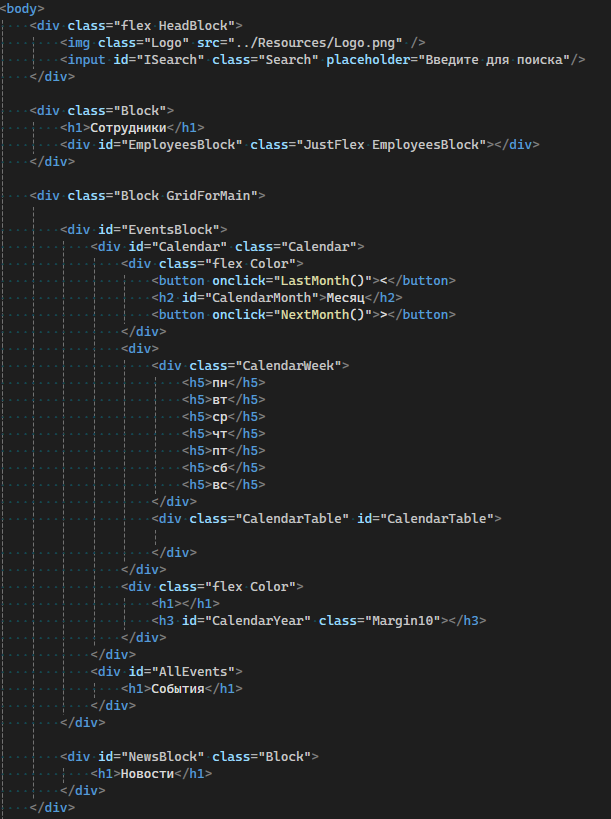 <body>
<div class="flex HeadBlock">
<img class="Logo" src="../Resources/Logo.png" />
<input id="ISearch" class="Search" placeholder="Введите для поиска"/>
</div>
<div class="Block">
<h1>Сотрудники</h1>
<div id="EmployeesBlock" class="JustFlex EmployeesBlock"></div>
</div>
<div class="Block GridForMain">
<div id="EventsBlock">
<div id="Calendar" class="Calendar">
<div class="flex Color">
<button onclick="LastMonth()"><</button>
<h2 id="CalendarMonth">Месяц</h2>
<button onclick="NextMonth()">></button>
</div>
<div>
<div class="CalendarWeek">
<h5>пн</h5>
<h5>вт</h5>
<h5>ср</h5>
<h5>чт</h5>
<h5>пт</h5>
<h5>сб</h5>
<h5>вс</h5>
</div>
<div class="CalendarTable" id="CalendarTable">
</div>
</div>
<div class="flex Color">
<h1></h1>
<h3 id="CalendarYear" class="Margin10"></h3>
</div>
</div>
<div id="AllEvents">
<h1>События</h1>
</div>
</div>
<div id="NewsBlock" class="Block">
<h1>Новости</h1>
</div>
</div>